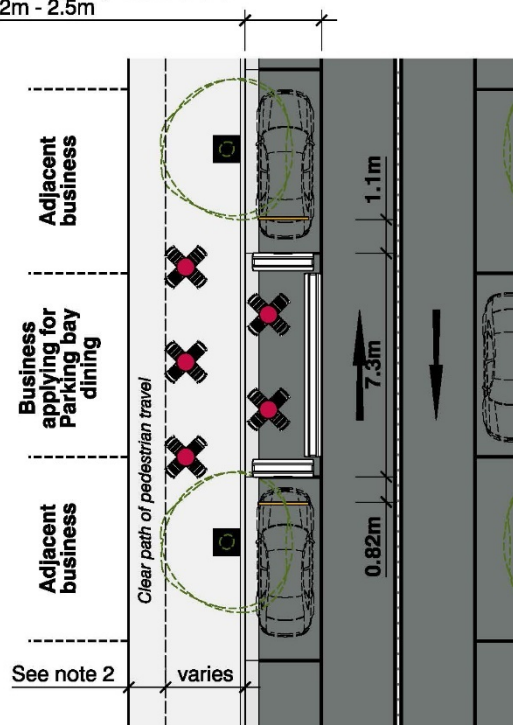 2m - 2.5m
Adjacent
business
1.1m
Business
applying for
Parking bay
dining
7.3m
Clear path of pedestrian travel
Adjacent
business
0.82m
See note 2
varies